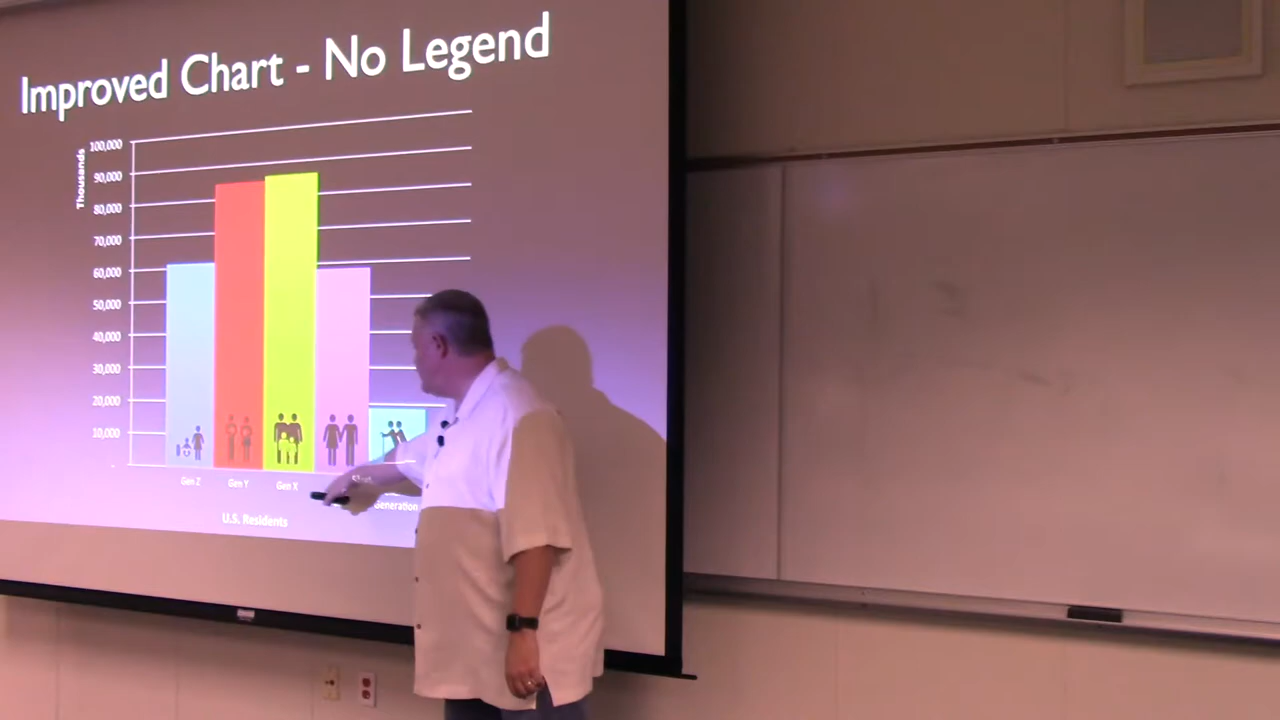 Improved Chart - No Legend
Thousands
100,000
90,000
80,000
70,000
60,000
50,000
40,000
30,000
20,000
10,000
-
Gen Z
Gen Y
Gen X
Generation
U.S. Residents